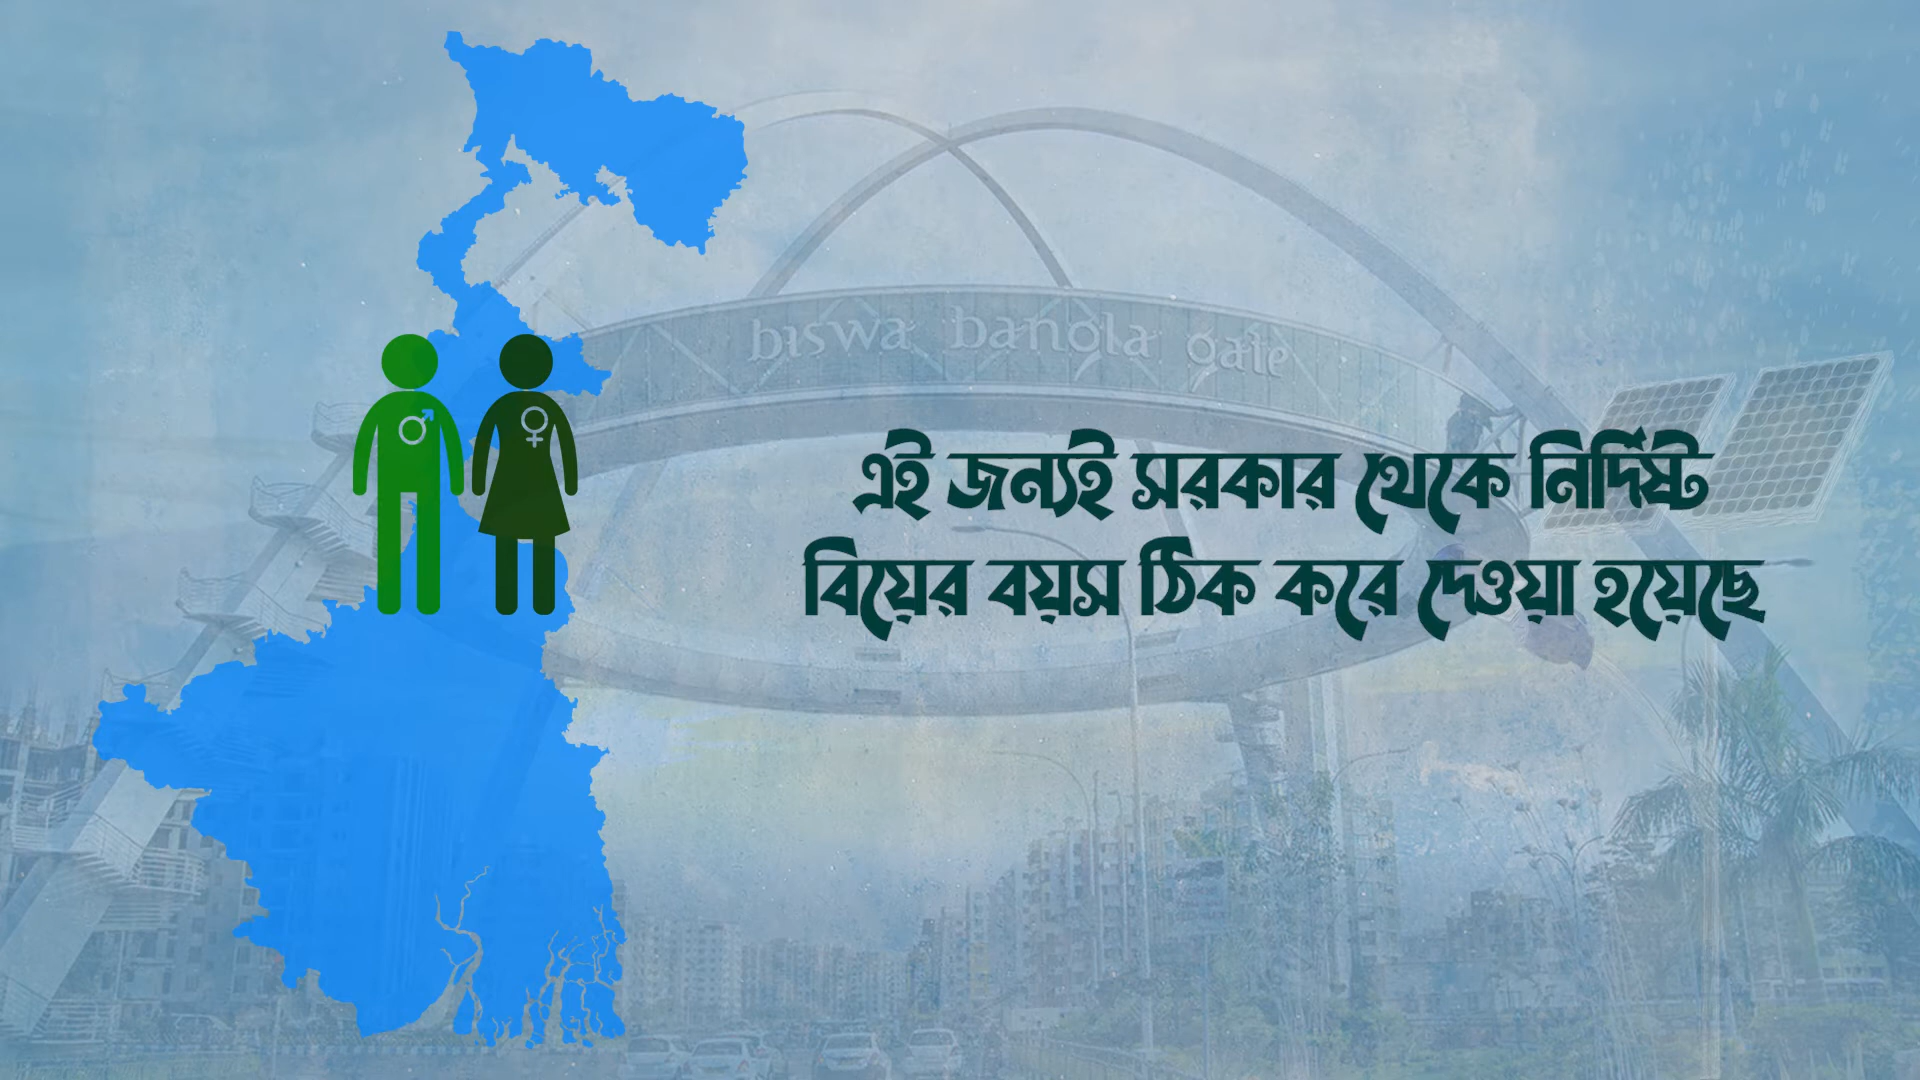 biswa bangla gate
এই জন্যই সরকার থেকে নির্দিষ্ট
বিয়ের বয়স ঠিক করে দেওয়া হয়েছে